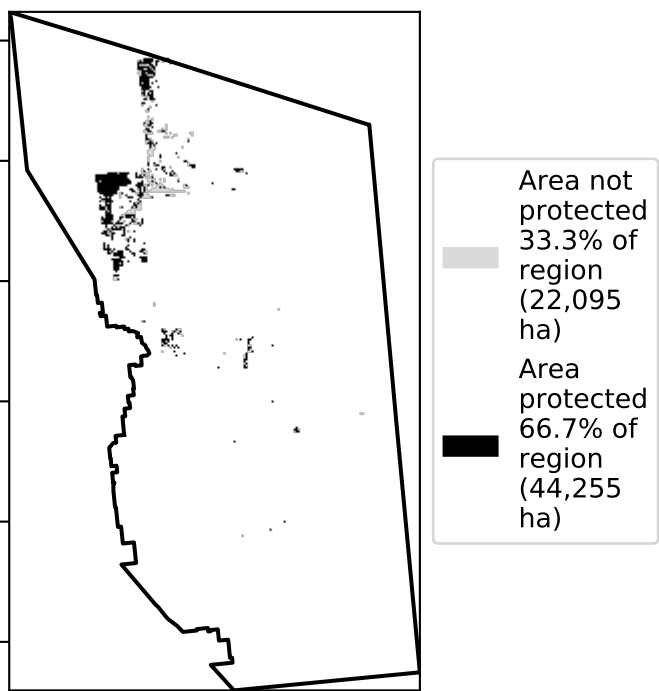 Area not
protected
33.3% of
region
(22,095
ha)
Area
protected
66.7% of
region
(44,255
ha)